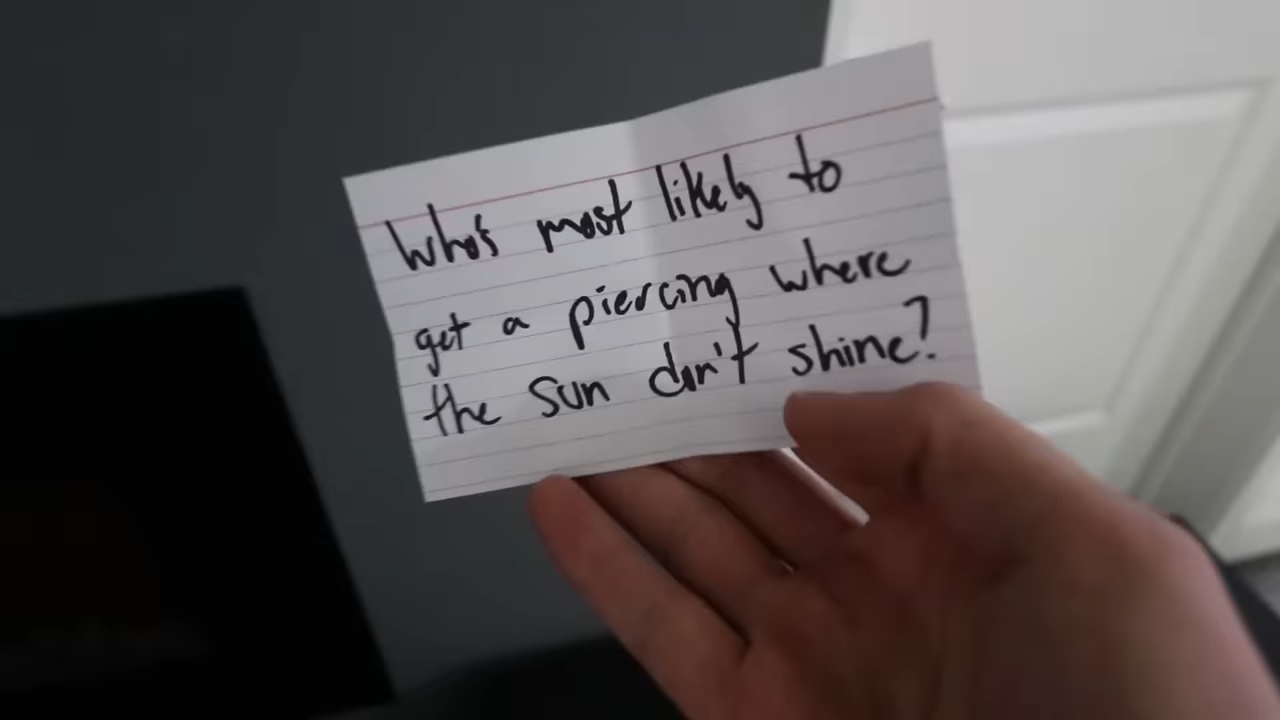 Who's most likely to
get a piercing where
the sun don't shine?